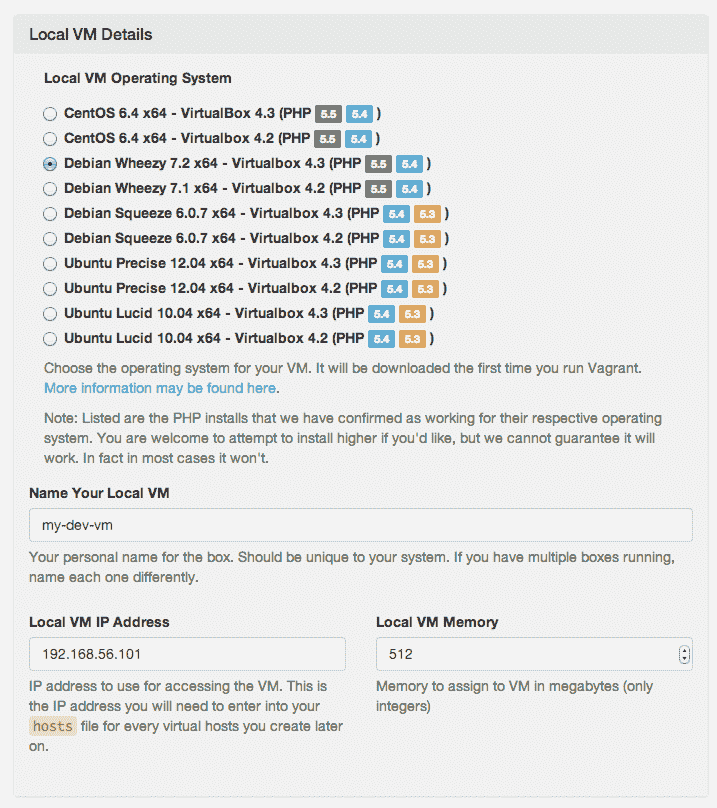 Local VM Details
Local VM Operating System
CentOS 6.4 x64 - VirtualBox 4.3 (PHP 5.5 5.4 )
CentOS 6.4 x64 - VirtualBox 4.2 (PHP 5.5 5.4 )
Debian Wheezy 7.2 x64 - Virtualbox 4.3 (PHP 5.5 5.4 )
Debian Wheezy 7.1 x64 - Virtualbox 4.2 (PHP 5.5 5.4 )
Debian Squeeze 6.0.7 x64 - Virtualbox 4.3 (PHP 5.4 5.3 )
Debian Squeeze 6.0.7 x64 - Virtualbox 4.2 (PHP 5.4 5.3 )
Ubuntu Precise 12.04 x64 - Virtualbox 4.3 (PHP 5.4 5.3 )
Ubuntu Precise 12.04 x64 - Virtualbox 4.2 (PHP 5.4 5.3 )
Ubuntu Lucid 10.04 x64 - Virtualbox 4.3 (PHP 5.4 5.3 )
Ubuntu Lucid 10.04 x64 - Virtualbox 4.2 (PHP 5.4 5.3 )
Choose the operating system for your VM. It will be downloaded the first time you run Vagrant.
More information may be found here.
Note: Listed are the PHP installs that we have confirmed as working for their respective operating
system. You are welcome to attempt to install higher if you'd like, but we cannot guarantee it will
work. In fact in most cases it won't.
Name Your Local VM
my-dev-vm
Your personal name for the box. Should be unique to your system. If you have multiple boxes running,
name each one differently.
Local VM IP Address
192.168.56.101
IP address to use for accessing the VM. This is
the IP address you will need to enter into your
hosts file for every virtual hosts you create later
on.
Local VM Memory
512
Memory to assign to VM in megabytes (only
integers)